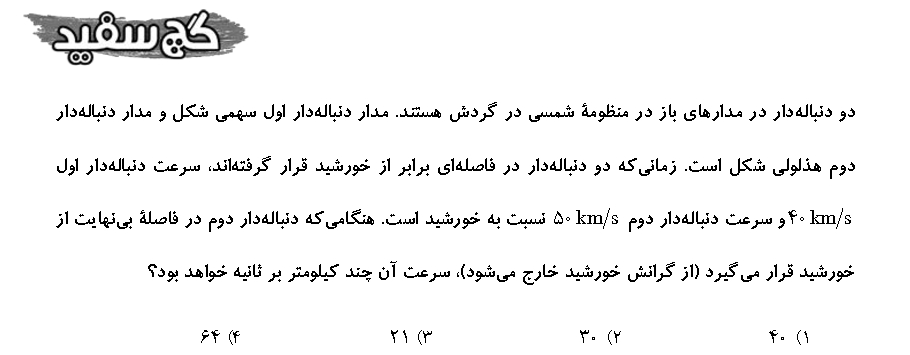 گچ سفید
دو دنباله‌دار در مدارهای باز در منظومهٔ شمسی در گردش هستند. مدار دنباله‌دار اول سهمی شکل و مدار دنباله‌دار
دوم هذلولی شکل است. زمانی‌که دو دنباله‌دار در فاصله‌ای برابر از خورشید قرار گرفته‌اند، سرعت دنباله‌دار اول
۴۰ km/s و سرعت دنباله‌دار دوم ۵۰ km/s نسبت به خورشید است. هنگامی‌که دنباله‌دار دوم در فاصلهٔ بی‌نهایت از
خورشید قرار می‌گیرد (از گرانش خورشید خارج می‌شود)، سرعت آن چند کیلومتر بر ثانیه خواهد بود؟
۱) ۴۰ ۲) ۳۰ ۳) ۲۱ ۴) ۶۴